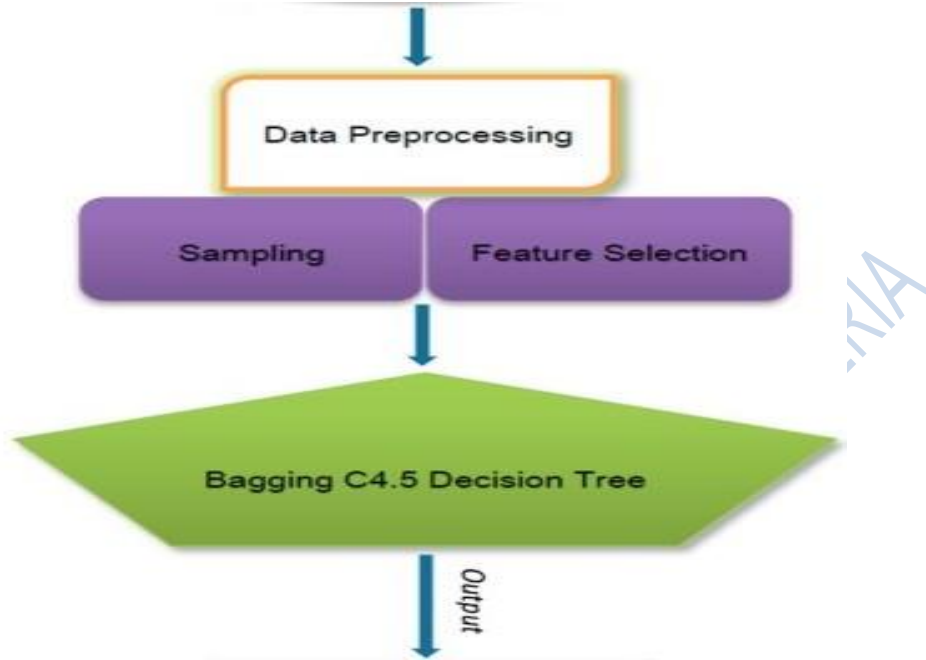 Data Preprocessing
Sampling
Feature Selection
Bagging C4.5 Decision Tree
Output